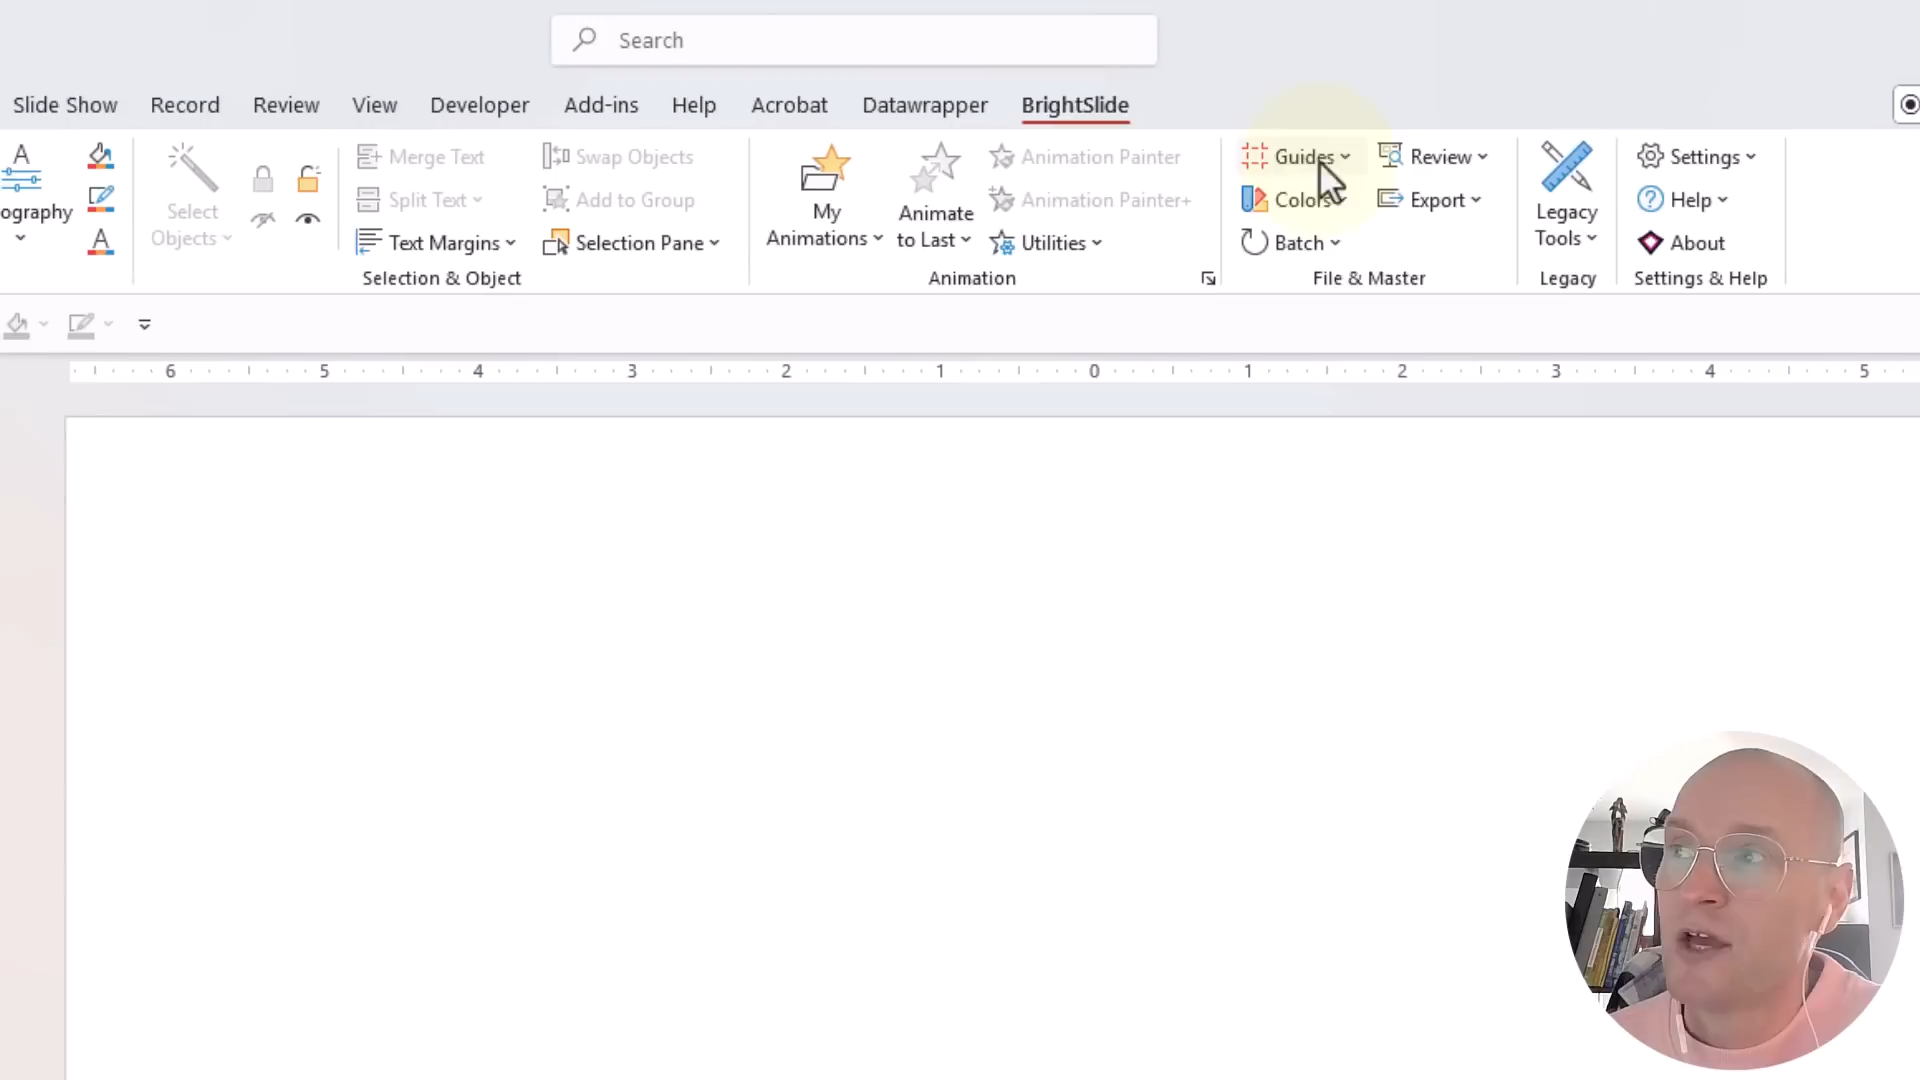 Search
Slide Show Record Review View Developer Add-ins Help Acrobat Datawrapper BrightSlide
A
ography
A
Select
Objects
Merge Text
Split Text
Text Margins
Swap Objects
Add to Group
Selection Pane
Selection & Object
My
Animations
Animate
to Last
Animation Painter
Animation Painter+
Utilities
Animation
Guides
Colors
Batch
Review
Export
File & Master
Legacy
Tools
Legacy
Settings
Help
About
Settings & Help
6 5 4 3 2 1 0 1 2 3 4 5